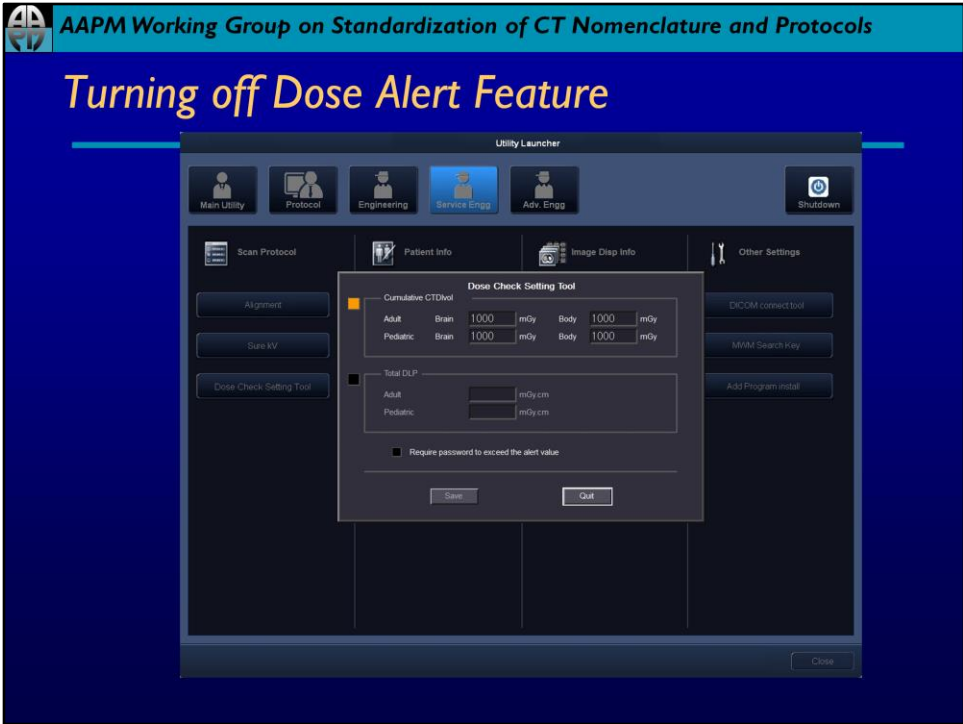 AAPM
AAPM Working Group on Standardization of CT Nomenclature and Protocols
Turning off Dose Alert Feature
Utility Launcher
Main Utility Protocol Engineering Service Engg Adv. Engg Shutdown
Scan Protocol Patient Info Image Disp Info Other Settings
Dose Check Setting Tool
Cumulative CTDIvol
Alignment DICOM connect tool
Adult Brain 1000 mGy Body 1000 mGy
Pediatric Brain 1000 mGy Body 1000 mGy
Sure kV MWM Search Key
Total DLP
Dose Check Setting Tool Add Program install
Adult mGy.cm
Pediatric mGy.cm
Require password to exceed the alert value
Save Quit
Close